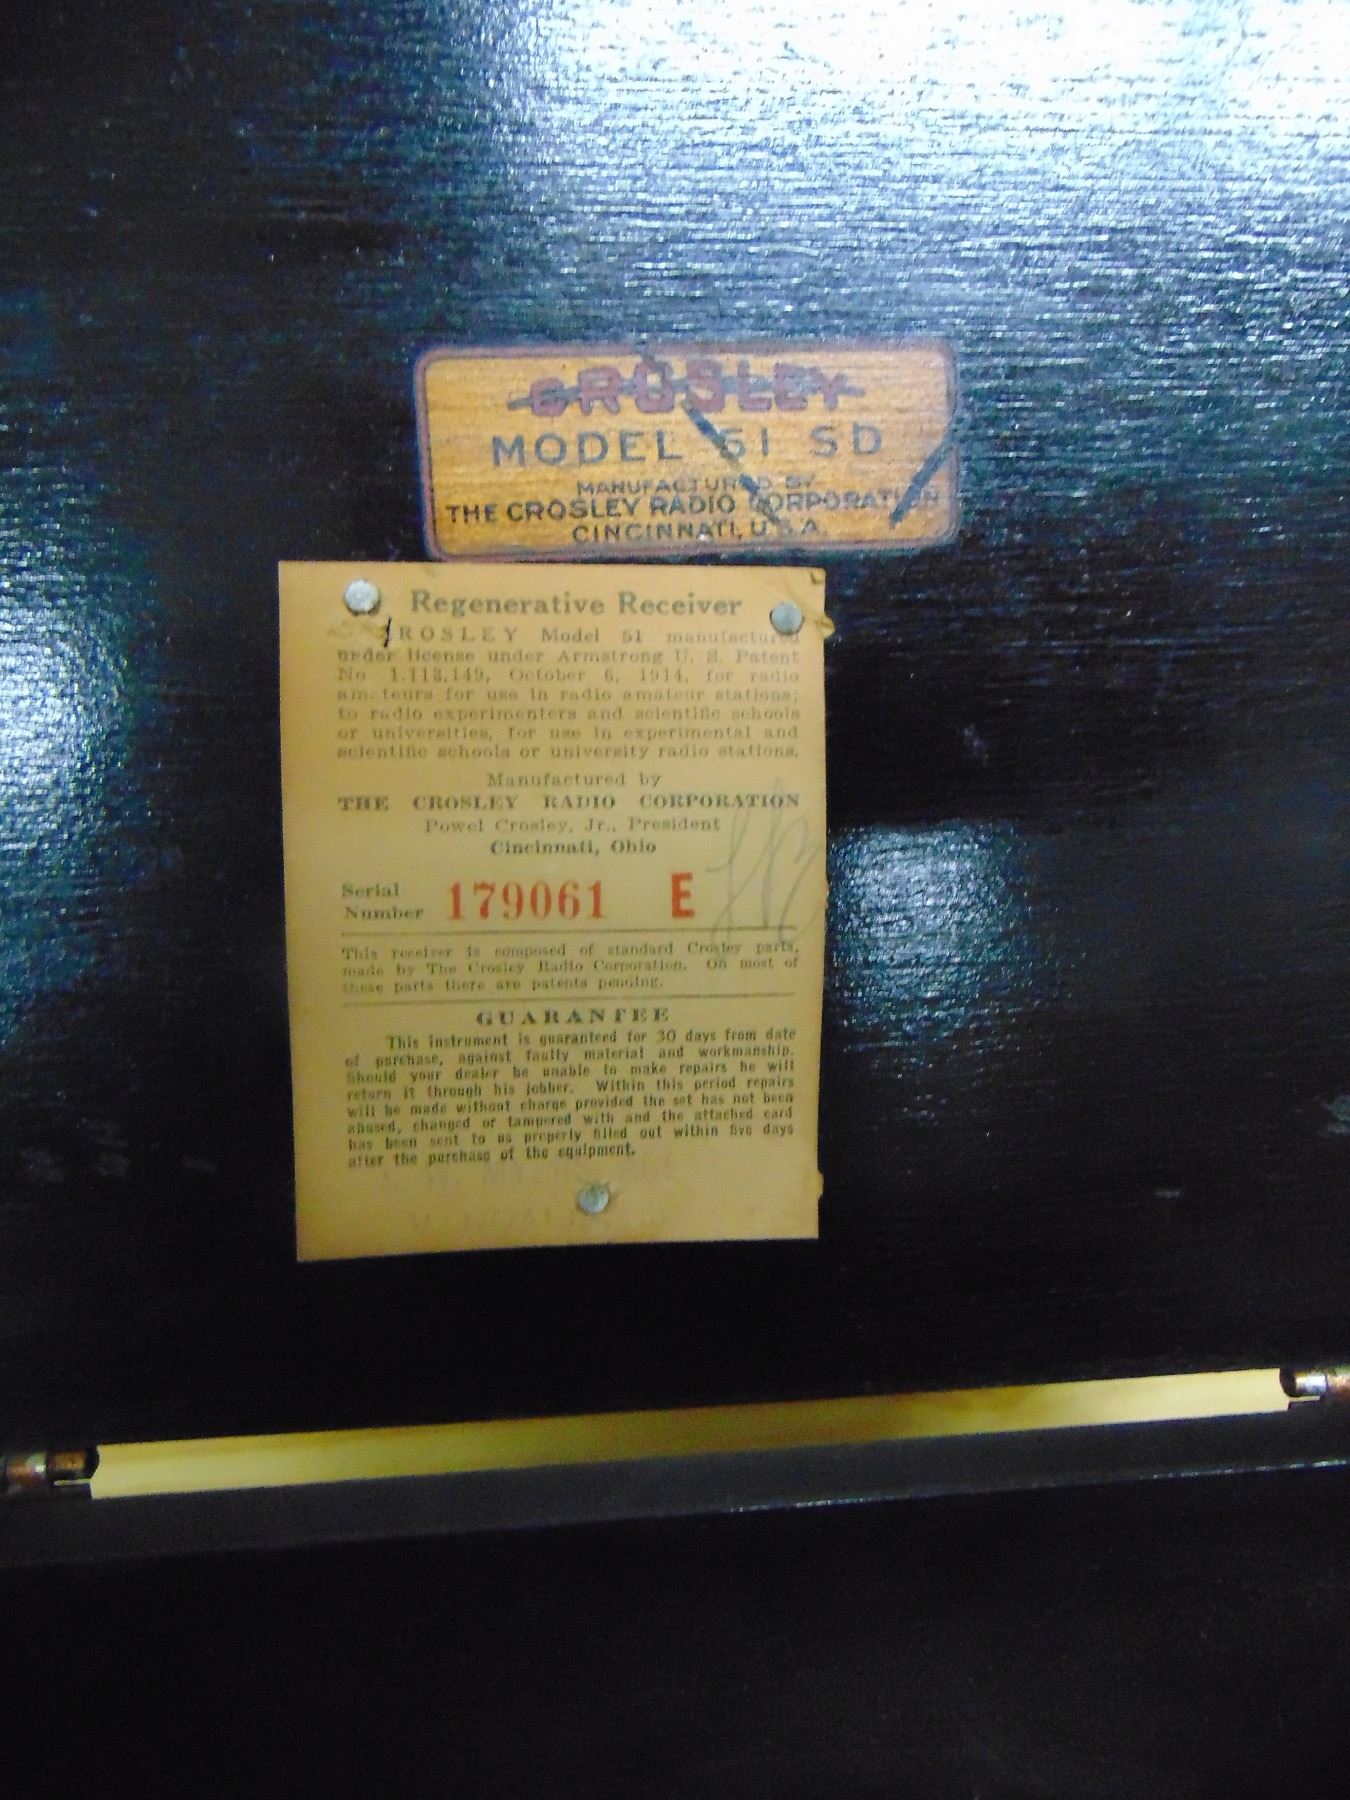 CROSLEY
MODEL 51 SD
MANUFACTURED BY
THE CROSLEY RADIO CORPORATION
CINCINNATI, U.S.A.
Regenerative Receiver
CROSLEY Model 51 manufactured
under license under Armstrong U. S. Patent
No 1,113,149, October 6, 1914, for radio
amateurs for use in radio amateur stations;
to radio experimenters and scientific schools
or universities, for use in experimental and
scientific schools or university radio stations.
Manufactured by
THE CROSLEY RADIO CORPORATION
Powel Crosley, Jr., President
Cincinnati, Ohio
Serial
Number 179061 E
This receiver is composed of standard Crosley parts,
made by The Crosley Radio Corporation. On most of
these parts there are patents pending.
GUARANTEE
This instrument is guaranteed for 30 days from date
of purchase, against faulty material and workmanship.
Should your dealer be unable to make repairs he will
return it through his jobber. Within this period repairs
will be made without charge provided the set has not been
abused, changed or tampered with and the attached card
has been sent to us properly filled out within five days
after the purchase of the equipment.